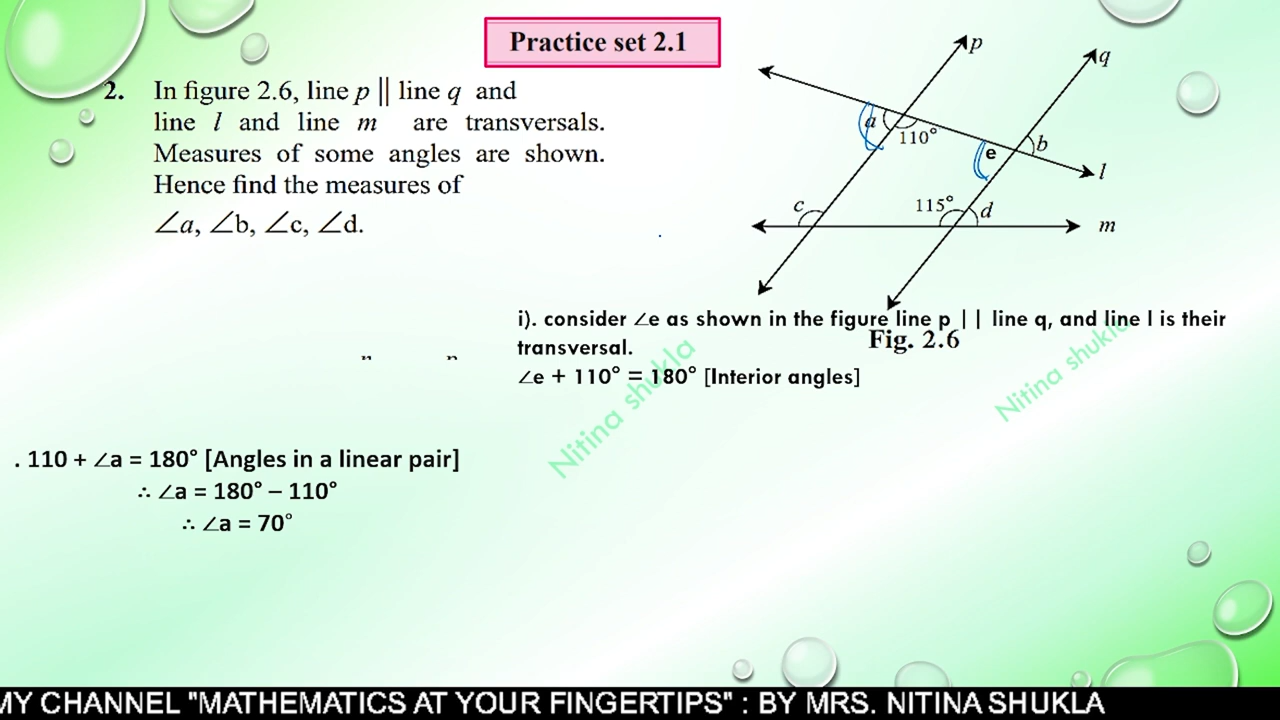 Practice set 2.1
2. In figure 2.6, line p || line q and
line l and line m are transversals.
Measures of some angles are shown.
Hence find the measures of
∠a, ∠b, ∠c, ∠d.
p
q
a
110°
e
b
l
c
115°
d
m
i). consider ∠e as shown in the figure line p || line q, and line l is their
transversal.
Fig. 2.6
∠e + 110° = 180° [Interior angles]
Nitina shukla
Nitina shukla
. 110 + ∠a = 180° [Angles in a linear pair]
∴ ∠a = 180° – 110°
∴ ∠a = 70°
MY CHANNEL "MATHEMATICS AT YOUR FINGERTIPS" : BY MRS. NITINA SHUKLA